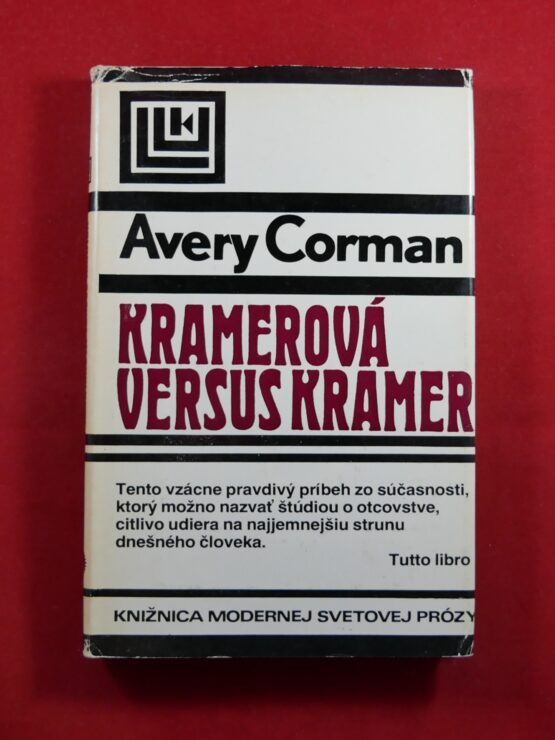 Avery Corman
KRAMEROVÁ
VERSUS KRAMER
Tento vzácne pravdivý príbeh zo súčasnosti,
ktorý možno nazvať štúdiou o otcovstve,
citlivo udiera na najjemnejšiu strunu
dnešného človeka.
Tutto libro
KNIŽNICA MODERNEJ SVETOVEJ PRÓZY